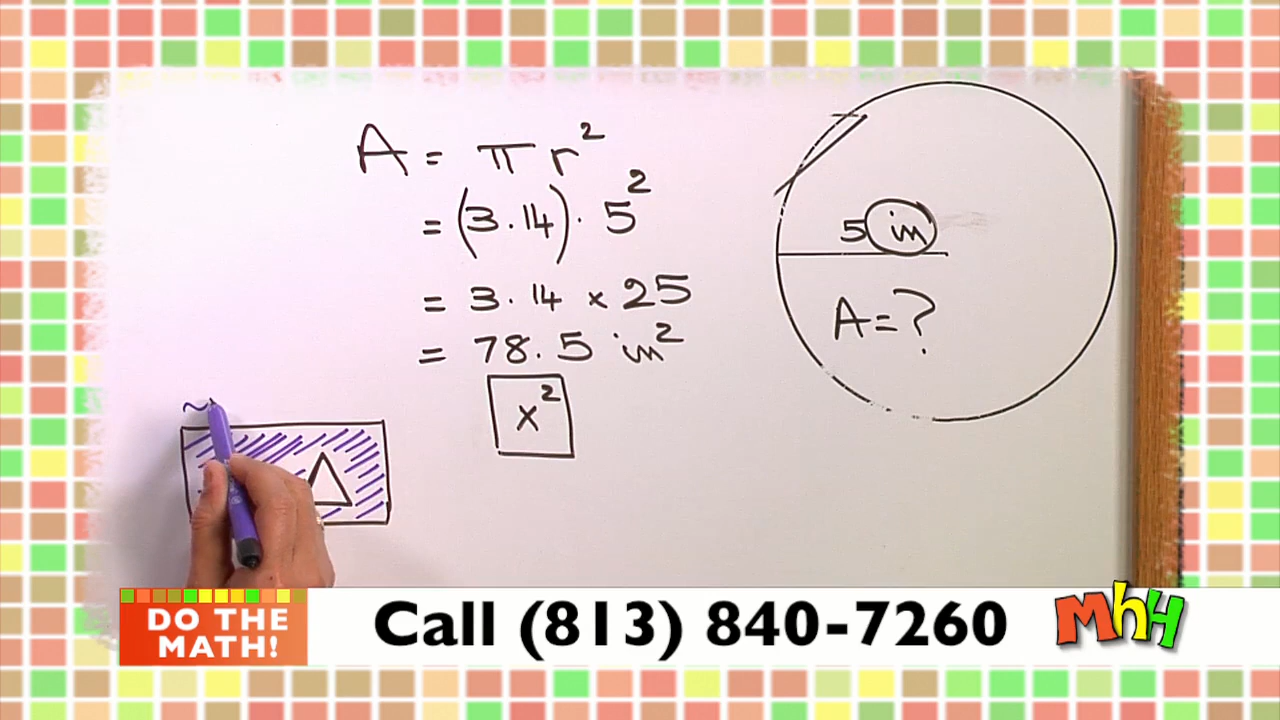 A = π r²
= (3.14) · 5²
= 3.14 × 25
= 78.5 in²
x²
5 in
A = ?
DO THE
MATH!
Call (813) 840-7260
Mh4